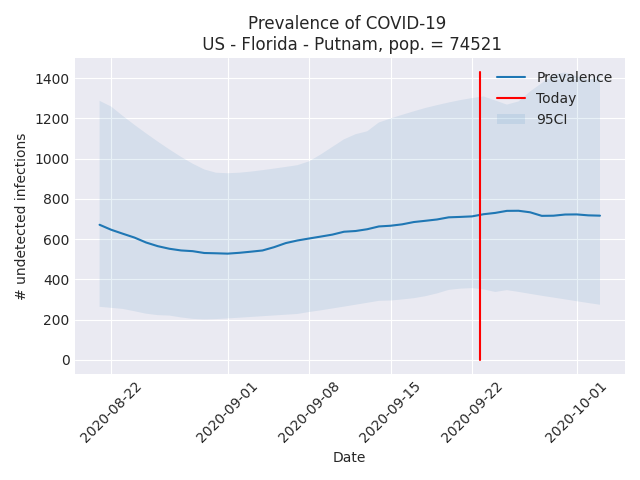 Prevalence of COVID-19
US - Florida - Putnam, pop. = 74521
Prevalence
Today
95CI
# undetected infections
1400
1200
1000
800
600
400
200
0
2020-08-22
2020-09-01
2020-09-08
2020-09-15
2020-09-22
2020-10-01
Date